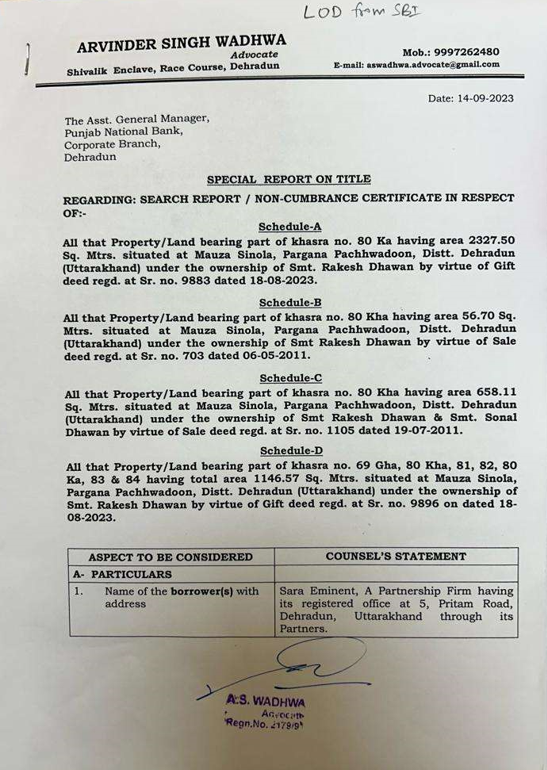 LOD from SBI
ARVINDER SINGH WADHWA
Advocate
Shivalik Enclave, Race Course, Dehradun
Mob.: 9997262480
E-mail: aswadhwa.advocate@gmail.com
Date: 14-09-2023
The Asst. General Manager,
Punjab National Bank,
Corporate Branch,
Dehradun
SPECIAL REPORT ON TITLE
REGARDING: SEARCH REPORT / NON-CUMBRANCE CERTIFICATE IN RESPECT
OF:-
Schedule-A
All that Property/Land bearing part of khasra no. 80 Ka having area 2327.50
Sq. Mtrs. situated at Mauza Sinola, Pargana Pachhwadoon, Distt. Dehradun
(Uttarakhand) under the ownership of Smt. Rakesh Dhawan by virtue of Gift
deed regd. at Sr. no. 9883 dated 18-08-2023.
Schedule-B
All that Property/Land bearing part of khasra no. 80 Kha having area 56.70 Sq.
Mtrs. situated at Mauza Sinola, Pargana Pachhwadoon, Distt. Dehradun
(Uttarakhand) under the ownership of Smt Rakesh Dhawan by virtue of Sale
deed regd. at Sr. no. 703 dated 06-05-2011.
Schedule-C
All that Property/Land bearing part of khasra no. 80 Kha having area 658.11
Sq. Mtrs. situated at Mauza Sinola, Pargana Pachhwadoon, Distt. Dehradun
(Uttarakhand) under the ownership of Smt Rakesh Dhawan & Smt. Sonal
Dhawan by virtue of Sale deed regd. at Sr. no. 1105 dated 19-07-2011.
Schedule-D
All that Property/Land bearing part of khasra no. 69 Gha, 80 Kha, 81, 82, 80
Ka, 83 & 84 having total area 1146.57 Sq. Mtrs. situated at Mauza Sinola,
Pargana Pachhwadoon, Distt. Dehradun (Uttarakhand) under the ownership of
Smt. Rakesh Dhawan by virtue of Gift deed regd. at Sr. no. 9896 on dated 18-
08-2023.
ASPECT TO BE CONSIDERED
COUNSEL'S STATEMENT
A- PARTICULARS
1. Name of the borrower(s) with
address
Sara Eminent, A Partnership Firm having
its registered office at 5, Pritam Road,
Dehradun, Uttarakhand through its
Partners.
A.S. WADHWA
Advocate
Regn.No.